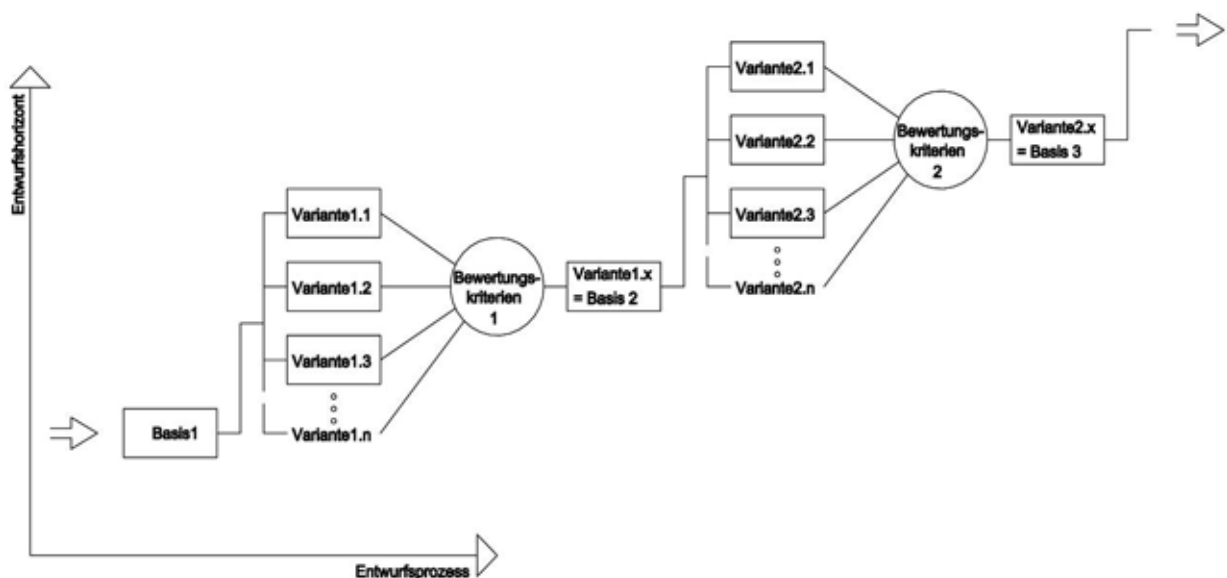 Entwurfshorizont
Basis1
Variante1.1
Variante1.2
Variante1.3
Variante1.n
Bewertungs-
kriterien
1
Variante1.x
= Basis 2
Variante2.1
Variante2.2
Variante2.3
Variante2.n
Bewertungs-
kriterien
2
Variante2.x
= Basis 3
Entwurfsprozess